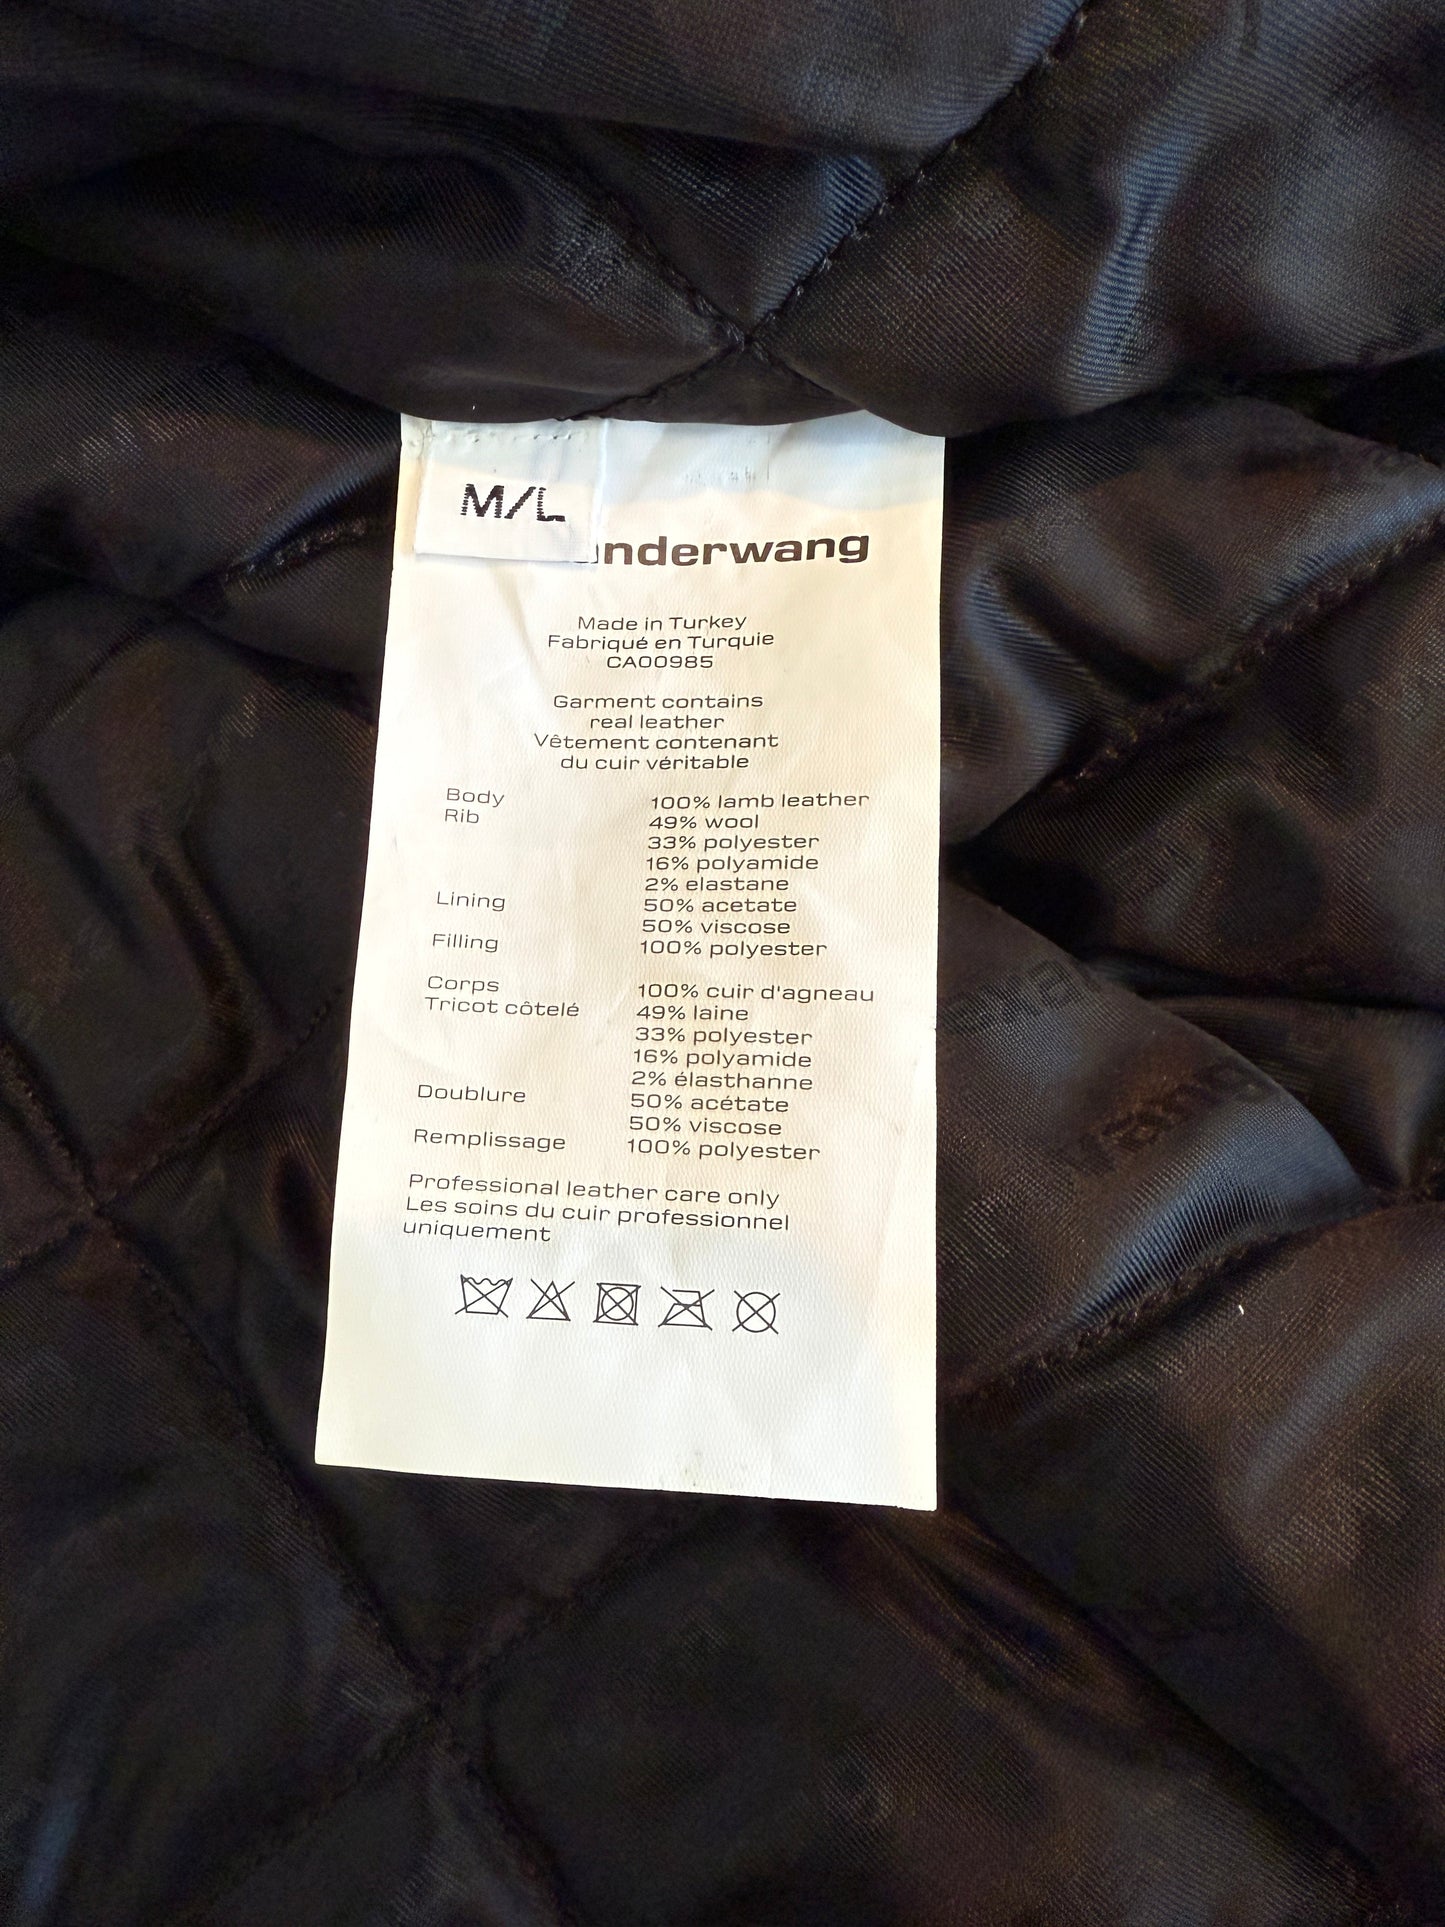 M/L
nderwang
Made in Turkey
Fabriqué en Turquie
CA00985
Garment contains
real leather
Vêtement contenant
du cuir véritable
Body 100% lamb leather
Rib 49% wool
33% polyester
16% polyamide
2% elastane
Lining 50% acetate
50% viscose
Filling 100% polyester
Corps 100% cuir d'agneau
Tricot côtelé 49% laine
33% polyester
16% polyamide
2% élasthanne
Doublure 50% acétate
50% viscose
Remplissage 100% polyester
Professional leather care only
Les soins du cuir professionnel
uniquement